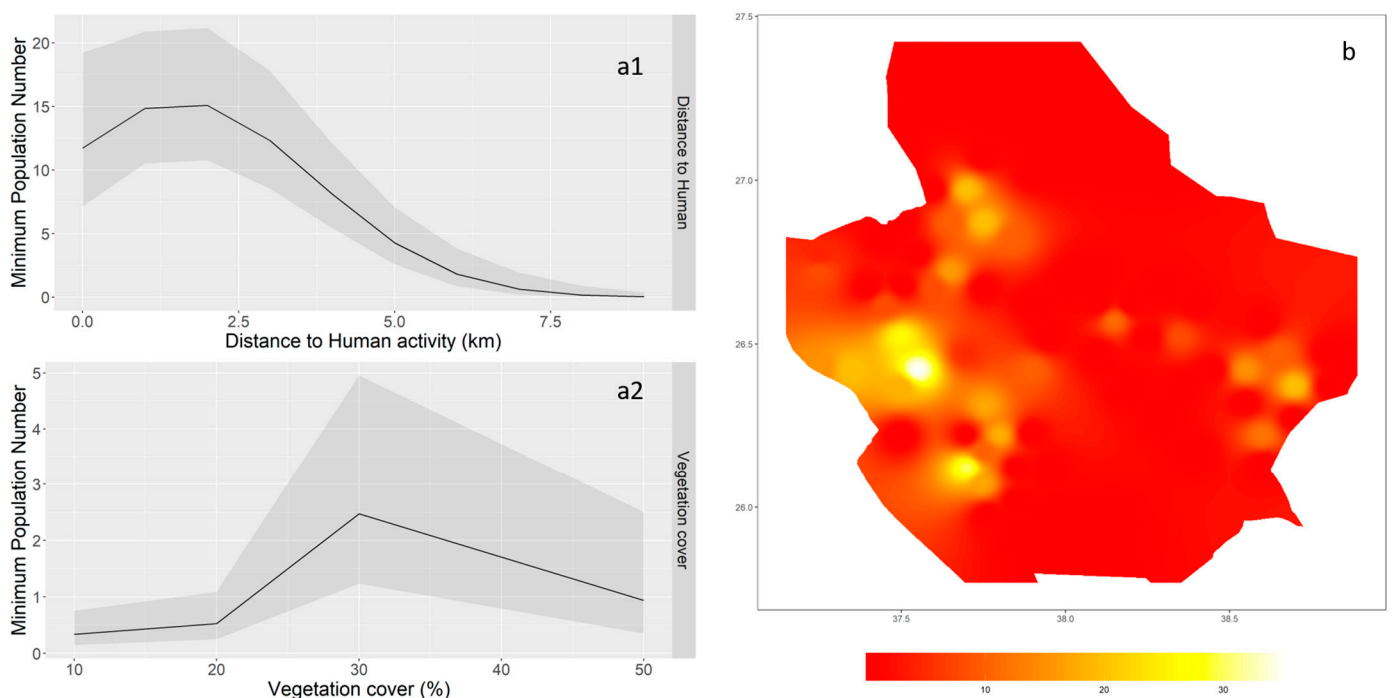 a1
Minimum Population Number
20
15
10
5
0
0.0 2.5 5.0 7.5
Distance to Human activity (km)
Distance to Human
a2
Minimum Population Number
5
4
3
2
1
0
10 20 30 40 50
Vegetation cover (%)
Vegetation cover
b
27.5
27.0
26.5
26.0
37.5 38.0 38.5
10 20 30